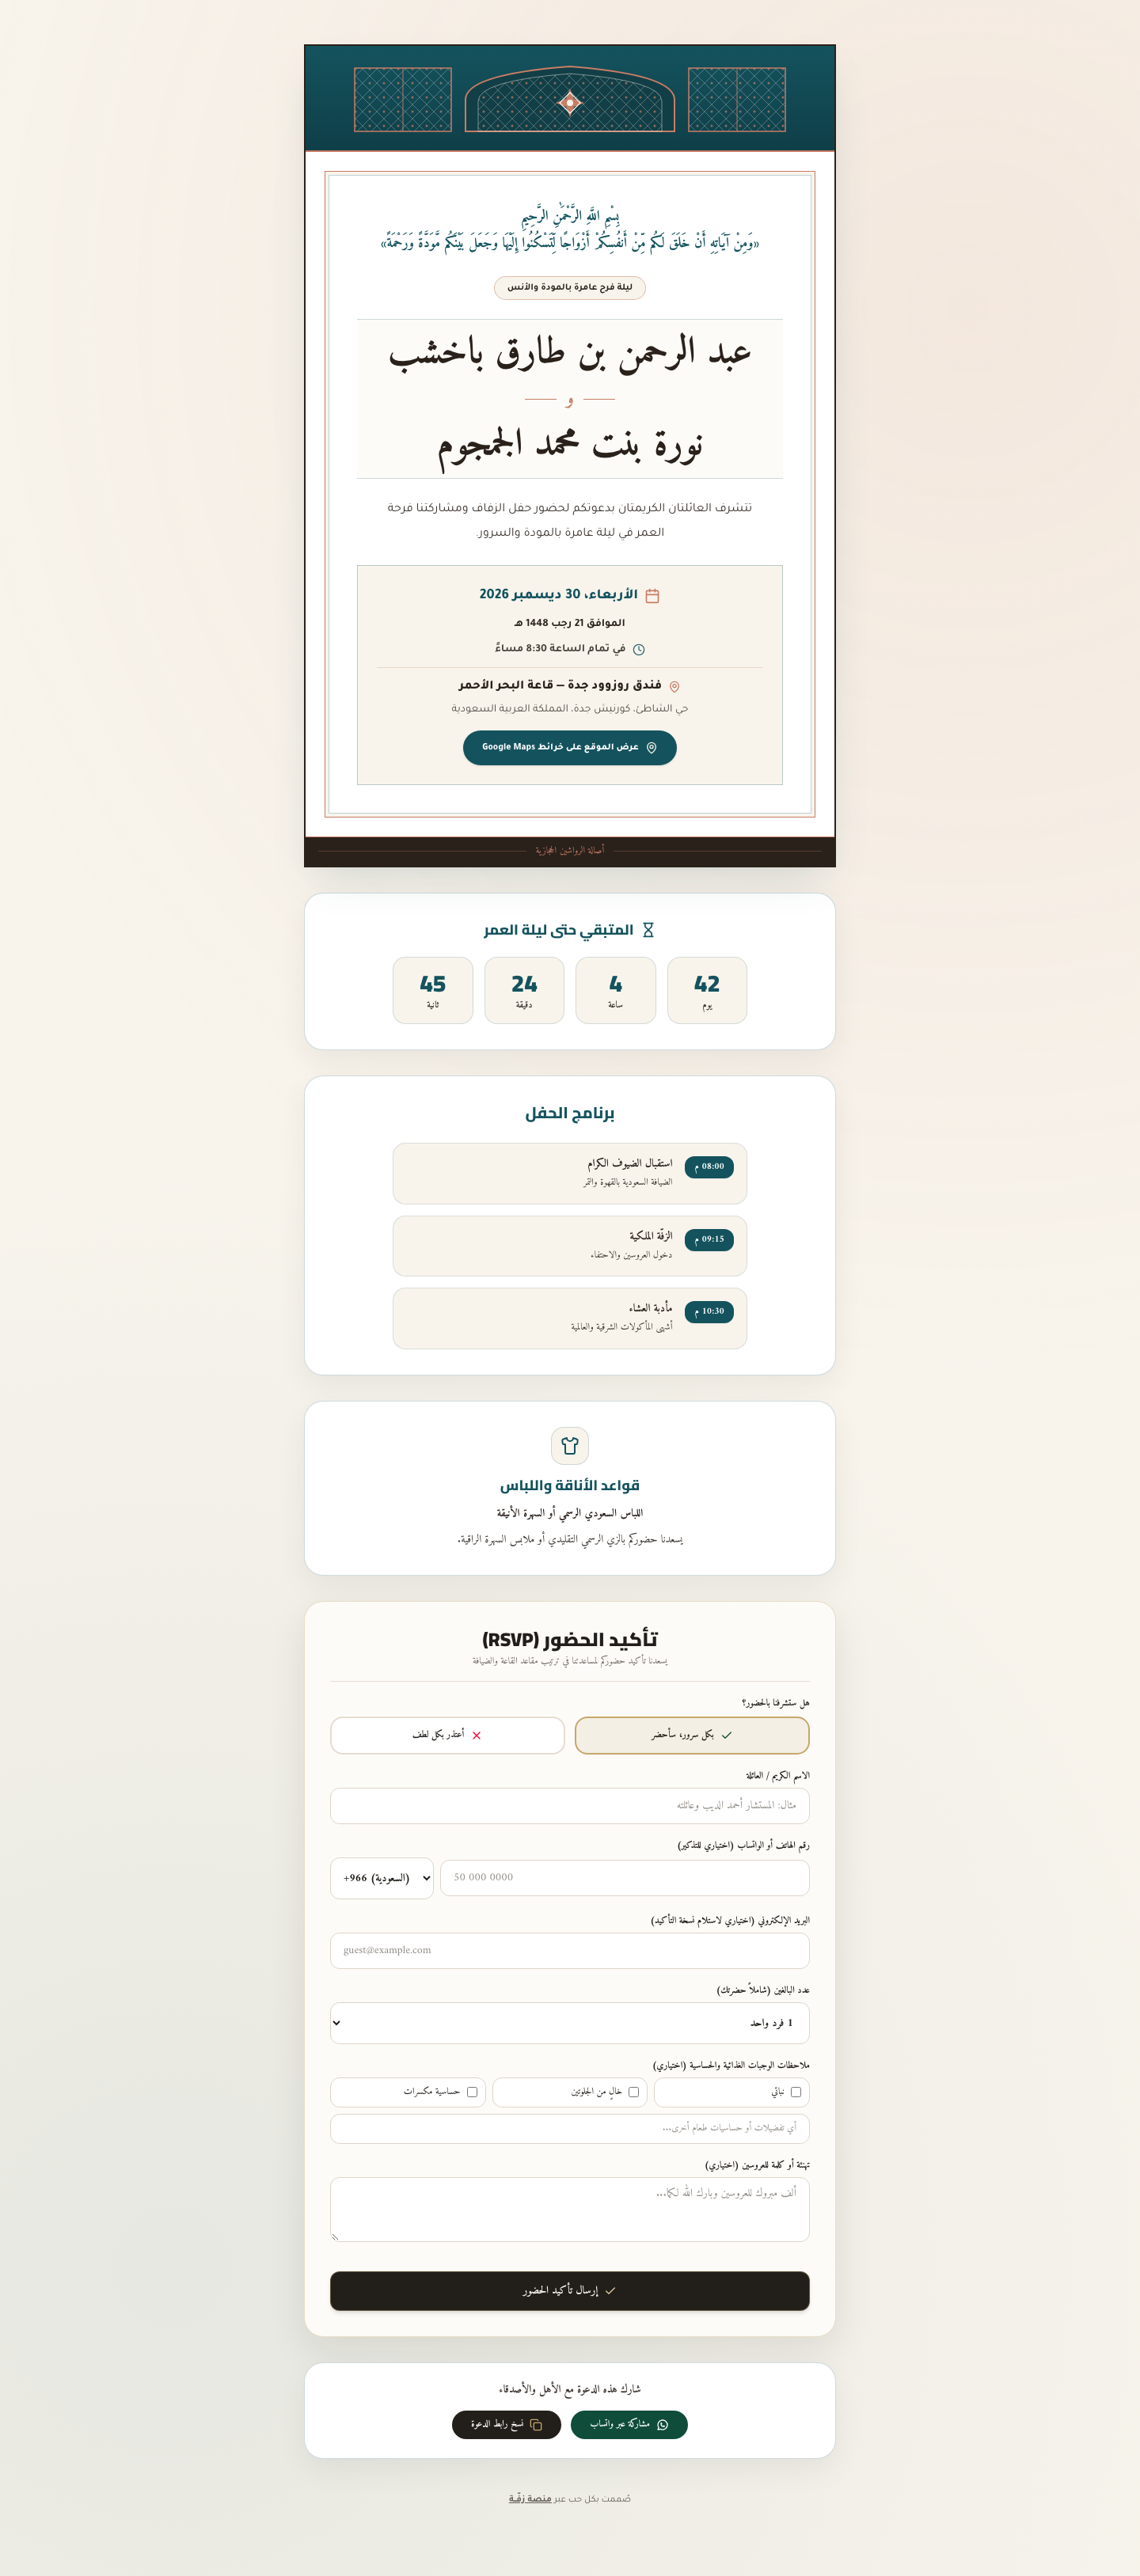 بِسْمِ اللَّهِ الرَّحْمَٰنِ الرَّحِيمِ
«وَمِنْ آيَاتِهِ أَنْ خَلَقَ لَكُم مِّنْ أَنفُسِكُمْ أَزْوَاجًا لِّتَسْكُنُوا إِلَيْهَا وَجَعَلَ بَيْنَكُم مَّوَدَّةً وَرَحْمَةً»
ليلة فرح عامرة بالمودة والأنس
عبد الرحمن بن طارق باخشب
و
نورة بنت محمد الجمجوم
تتشرف العائلتان الكريمتان بدعوتكم لحضور حفل الزفاف ومشاركتنا فرحة
العمر في ليلة عامرة بالمودة والسرور.
الأربعاء، 30 ديسمبر 2026
الموافق 21 رجب 1448 هـ
في تمام الساعة 8:30 مساءً
فندق روزوود جدة – قاعة البحر الأحمر
حي الشاطئ، كورنيش جدة، المملكة العربية السعودية
عرض الموقع على خرائط Google Maps
أصالة الرواشين الحجازية
المتبقي حتى ليلة العمر
42
يوم
4
ساعة
24
دقيقة
45
ثانية
برنامج الحفل
08:00 م
استقبال الضيوف الكرام
الضيافة السعودية بالقهوة والتمر
09:15 م
الزفّة الملكية
دخول العروسين والاحتفاء
10:30 م
مأدبة العشاء
أشهى المأكولات الشرقية والعالمية
قواعد الأناقة واللباس
اللباس السعودي الرسمي أو السهرة الأنيقة
يسعدنا حضوركم بالزي الرسمي التقليدي أو ملابس السهرة الراقية.
تأكيد الحضور (RSVP)
يسعدنا تأكيد حضوركم لمساعدتنا في ترتيب مقاعد القاعة والضيافة
هل ستشرفنا بالحضور؟
بكل سرور، سأحضر
أعتذر بكل لطف
الاسم الكريم / العائلة
مثال: المستشار أحمد الديب وعائلته
رقم الهاتف أو الواتساب (اختياري للتذكير)
50 000 0000
+966 (السعودية)
البريد الإلكتروني (اختياري لاستلام نسخة التأكيد)
guest@example.com
عدد البالغين (شاملاً حضرتك)
1 فرد واحد
ملاحظات الوجبات الغذائية والحساسية (اختياري)
نباتي
خالٍ من الجلوتين
حساسية مكسرات
أي تفضيلات أو حساسيات طعام أخرى...
تهنئة أو كلمة للعروسين (اختياري)
ألف مبروك للعروسين وبارك الله لكما...
إرسال تأكيد الحضور
شارك هذه الدعوة مع الأهل والأصدقاء
مشاركة عبر واتساب
نسخ رابط الدعوة
صُممت بكل حب عبر منصة زفّـة